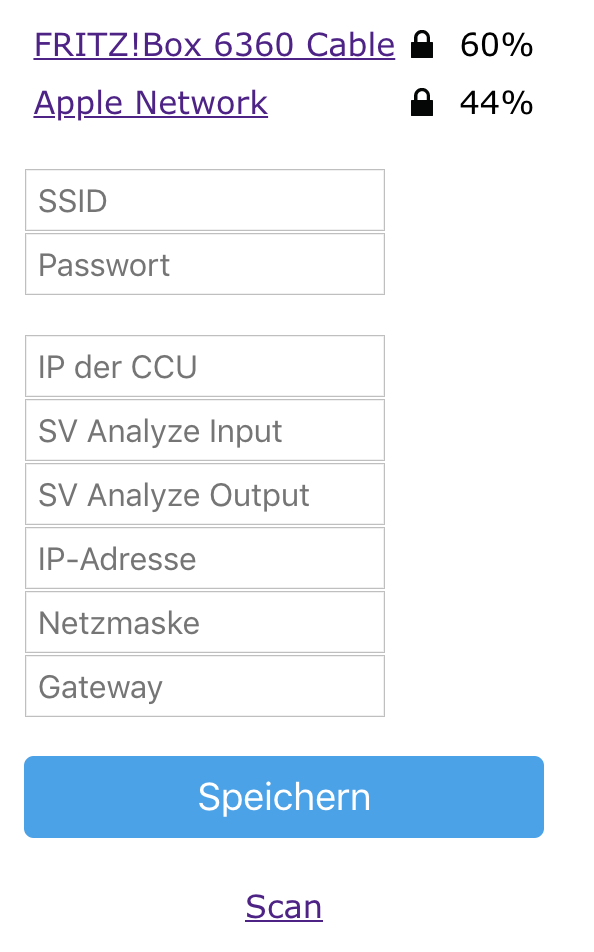 FRITZ!Box 6360 Cable 60%
Apple Network 44%
SSID
Passwort
IP der CCU
SV Analyze Input
SV Analyze Output
IP-Adresse
Netzmaske
Gateway
Speichern
Scan